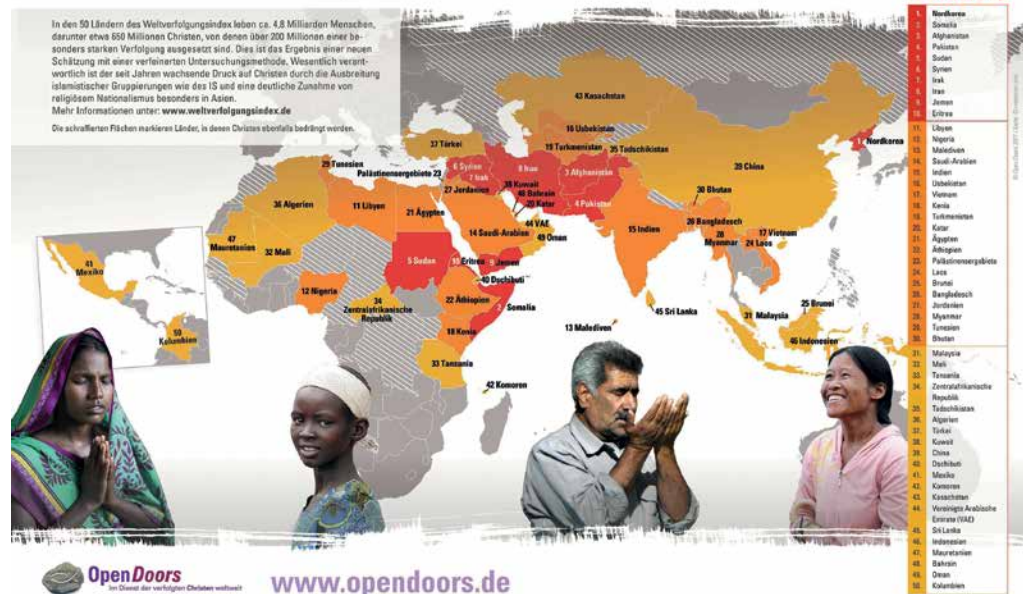 In den 50 Ländern des Weltverfolgungsindex leben ca. 4,8 Milliarden Menschen,
darunter etwa 650 Millionen Christen, von denen über 200 Millionen einer be-
sonders starken Verfolgung ausgesetzt sind. Dies ist das Ergebnis einer neuen
Schätzung mit einer verfeinerten Untersuchungsmethode. Wesentlich verant-
wortlich ist der seit Jahren wachsende Druck auf Christen durch die Ausbreitung
islamistischer Gruppierungen wie des IS und eine deutliche Zunahme von
religiösem Nationalismus besonders in Asien.
Mehr Informationen unter: www.weltverfolgungsindex.de
Die schraffierten Flächen markieren Länder, in denen Christen ebenfalls bedrängt werden.
43 Kasachstan
16 Usbekistan
19 Turkmenistan
35 Tadschikistan
1 Nordkorea
37 Türkei
29 Tunesien
Palästinensergebiete 23
6 Syrien
7 Irak
8 Iran
3 Afghanistan
39 China
27 Jordanien
38 Kuwait
48 Bahrain
20 Katar
4 Pakistan
30 Bhutan
36 Algerien
11 Libyen
21 Ägypten
44 VAE
49 Oman
26 Bangladesch
17 Vietnam
14 Saudi-Arabien
15 Indien
28
Myanmar
24 Laos
47
Mauretanien
32 Mali
5 Sudan
10 Eritrea
9 Jemen
41
Mexiko
12 Nigeria
40 Dschibuti
22 Äthiopien
2
Somalia
34
Zentralafrikanische
Republik
45 Sri Lanka
25 Brunei
31 Malaysia
50
Kolumbien
18 Kenia
13 Malediven
46 Indonesien
33 Tansania
42 Komoren
1. Nordkorea
2. Somalia
3. Afghanistan
4. Pakistan
5. Sudan
6. Syrien
7. Irak
8. Iran
9. Jemen
10. Eritrea
11. Libyen
12. Nigeria
13. Malediven
14. Saudi-Arabien
15. Indien
16. Usbekistan
17. Vietnam
18. Kenia
19. Turkmenistan
20. Katar
21. Ägypten
22. Äthiopien
23. Palästinensergebiete
24. Laos
25. Brunei
26. Bangladesch
27. Jordanien
28. Myanmar
29. Tunesien
30. Bhutan
31. Malaysia
32. Mali
33. Tansania
34. Zentralafrikanische
Republik
35. Tadschikistan
36. Algerien
37. Türkei
38. Kuwait
39. China
40. Dschibuti
41. Mexiko
42. Komoren
43. Kasachstan
44. Vereinigte Arabische
Emirate (VAE)
45. Sri Lanka
46. Indonesien
47. Mauretanien
48. Bahrain
49. Oman
50. Kolumbien
Open Doors
Im Dienst der verfolgten Christen weltweit
www.opendoors.de